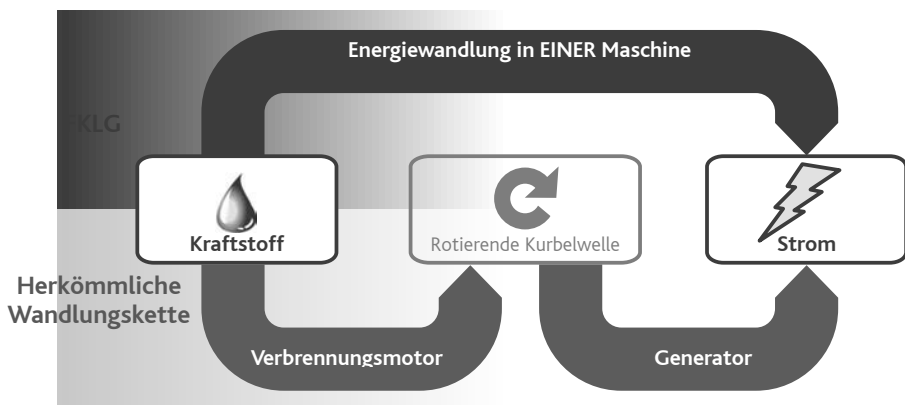 Energiewandlung in EINER Maschine
KLG
Kraftstoff
Rotierende Kurbelwelle
Strom
Herkömmliche
Wandlungskette
Verbrennungsmotor
Generator